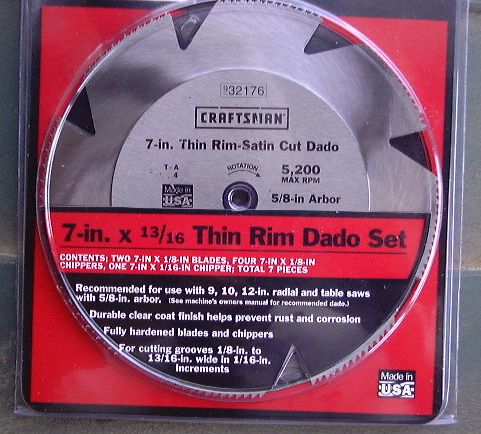 932176
CRAFTSMAN
7-in. Thin Rim-Satin Cut Dado
T-A
..4
ROTATION
5,200
MAX RPM
Made in
USA
5/8-in Arbor
7-in. x 13/16 Thin Rim Dado Set
CONTENTS; TWO 7-IN X 1/8-IN BLADES, FOUR 7-IN X 1/8-IN
CHIPPERS, ONE 7-IN X 1/16-IN CHIPPER; TOTAL 7 PIECES
Recommended for use with 9, 10, 12-in. radial and table saws
with 5/8-in. arbor. (See machine's owners manual for recommended dado.)
Durable clear coat finish helps prevent rust and corrosion
Fully hardened blades and chippers
For cutting grooves 1/8-in. to
13/16-in. wide in 1/16-in.
increments
Made in
USA